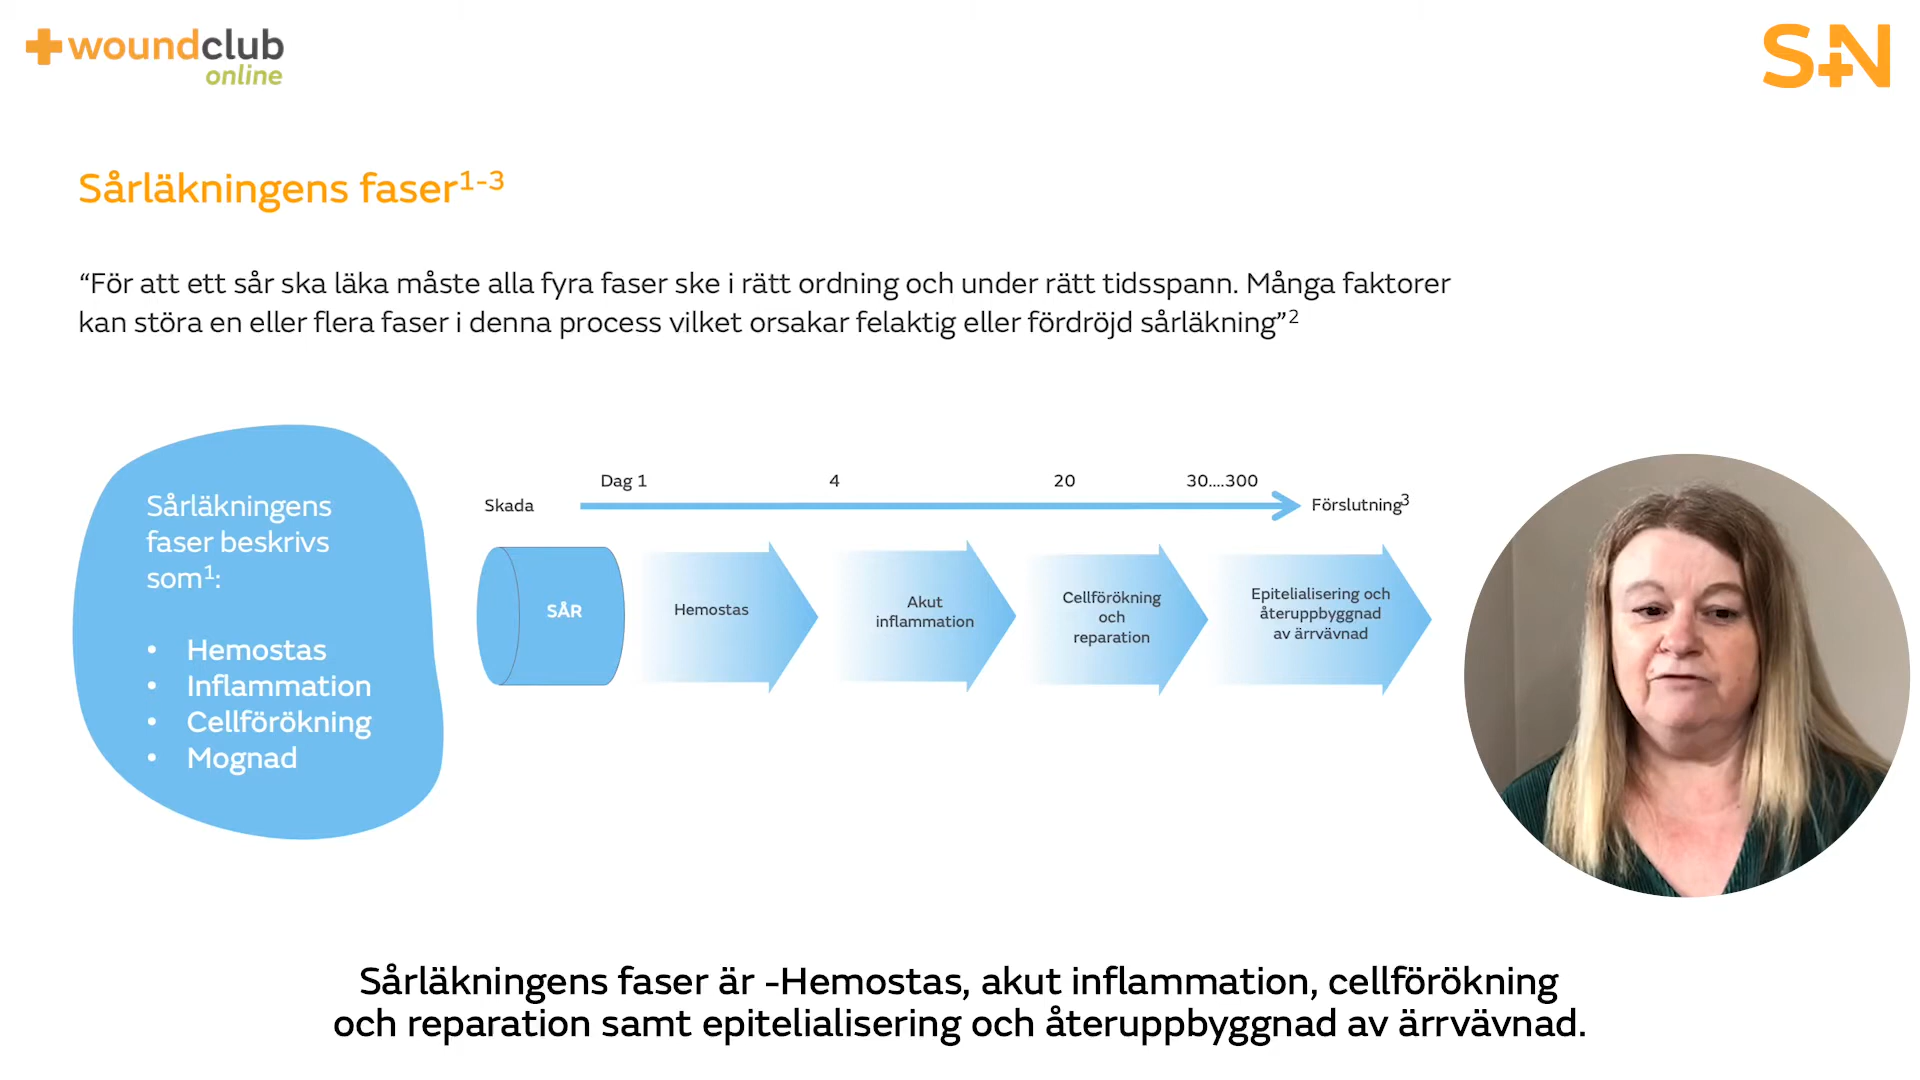 woundclub
online
S+N
Sårläkningens faser1-3
“För att ett sår ska läka måste alla fyra faser ske i rätt ordning och under rätt tidsspann. Många faktorer
kan störa en eller flera faser i denna process vilket orsakar felaktig eller fördröjd sårläkning”2
Sårläkningens
faser beskrivs
som1:
• Hemostas
• Inflammation
• Cellförökning
• Mognad
Dag 1 4 20 30....300
Skada Förslutning3
SÅR
Hemostas
Akut
inflammation
Cellförökning
och
reparation
Epitelialisering och
återuppbyggnad
av ärrvävnad
Sårläkningens faser är -Hemostas, akut inflammation, cellförökning
och reparation samt epitelialisering och återuppbyggnad av ärrvävnad.